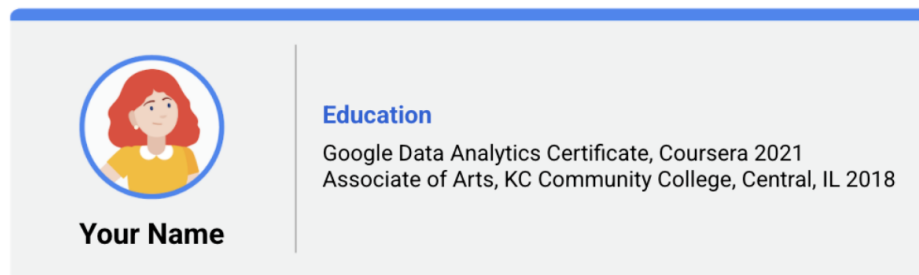 Your Name
Education
Google Data Analytics Certificate, Coursera 2021
Associate of Arts, KC Community College, Central, IL 2018